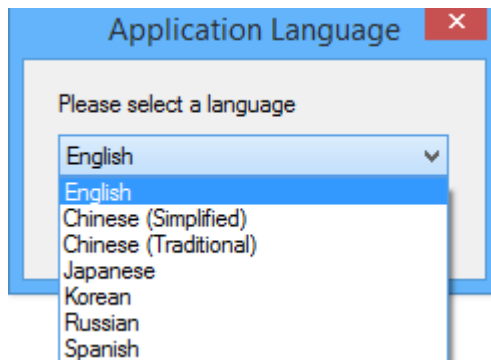 Application Language
Please select a language
English
English
Chinese (Simplified)
Chinese (Traditional)
Japanese
Korean
Russian
Spanish